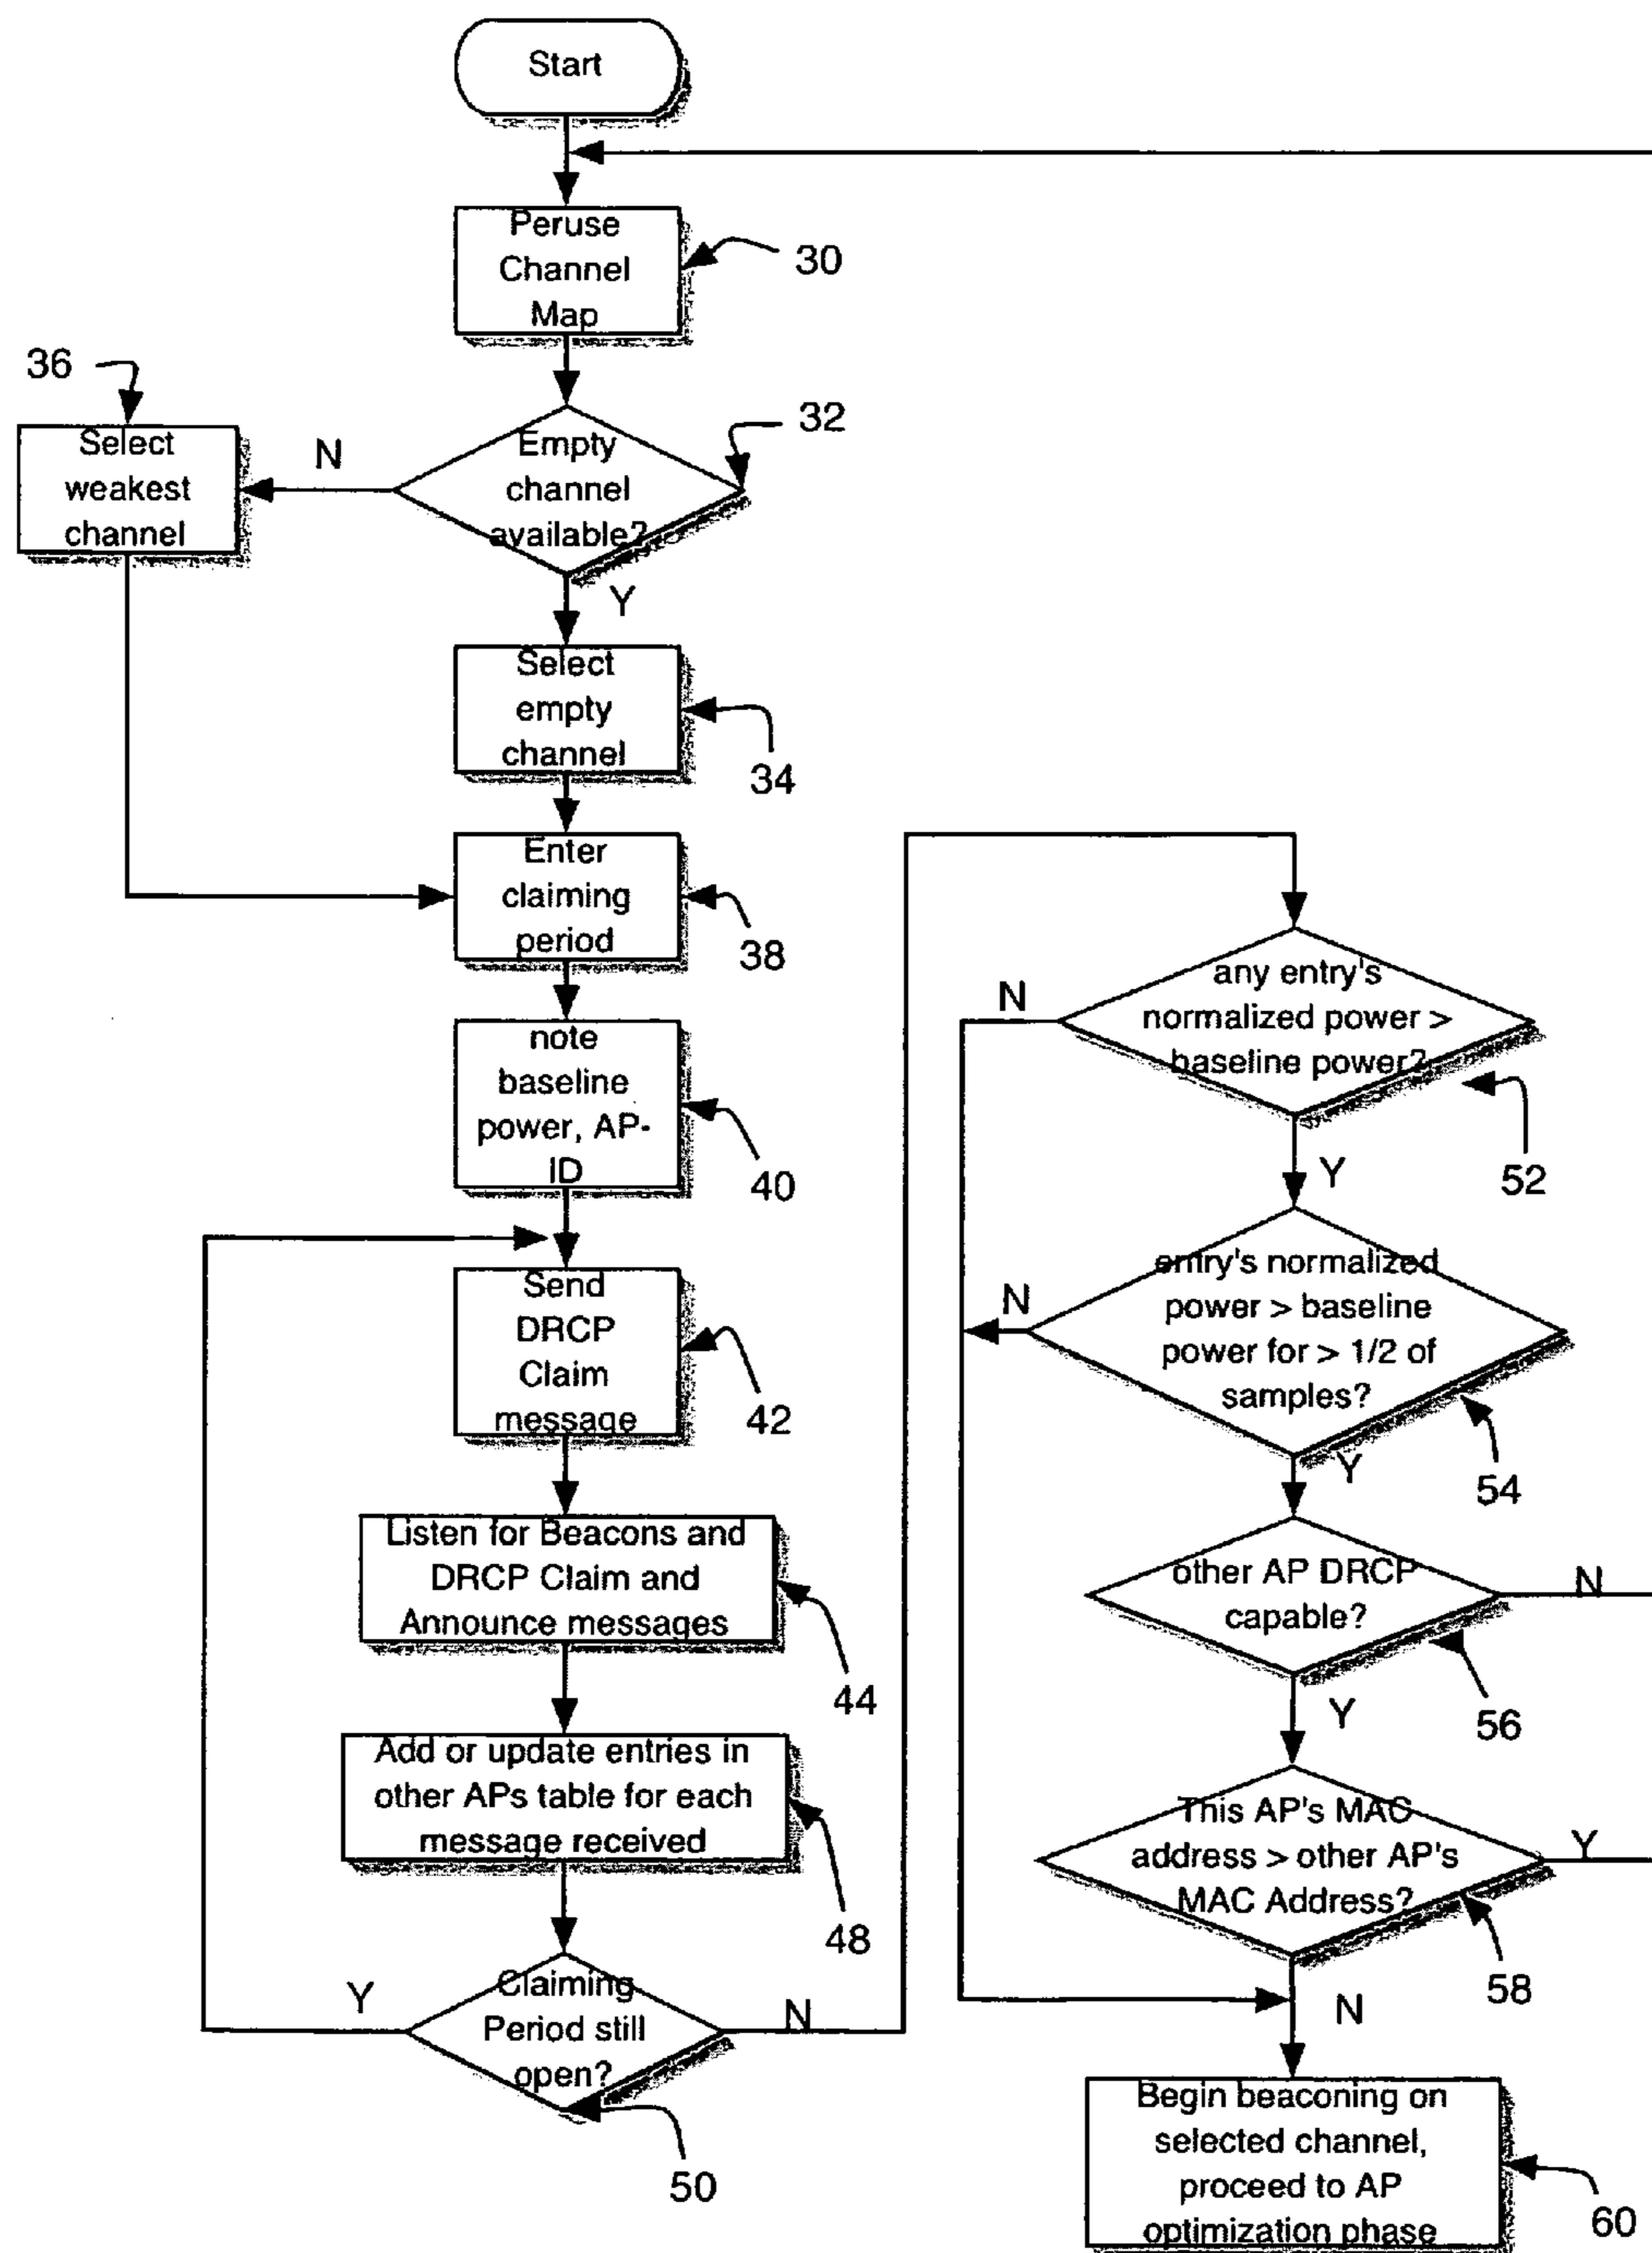 Start
Peruse
Channel
Map
30
36
Select
weakest
channel
N
Empty
channel
available?
32
Y
Select
empty
channel
34
Enter
claiming
period
38
note
baseline
power, AP-
ID
40
Send
DRCP
Claim
message
42
Listen for Beacons and
DRCP Claim and
Announce messages
44
Add or update entries in
other APs table for each
message received
48
Y
Claiming
Period still
open?
N
50
any entry's
normalized power >
baseline power?
N
52
Y
entry's normalized
power > baseline
power for > 1/2 of
samples?
N
54
Y
other AP DRCP
capable?
N
56
Y
This AP's MAC
address > other AP's
MAC Address?
Y
58
N
Begin beaconing on
selected channel,
proceed to AP
optimization phase
60